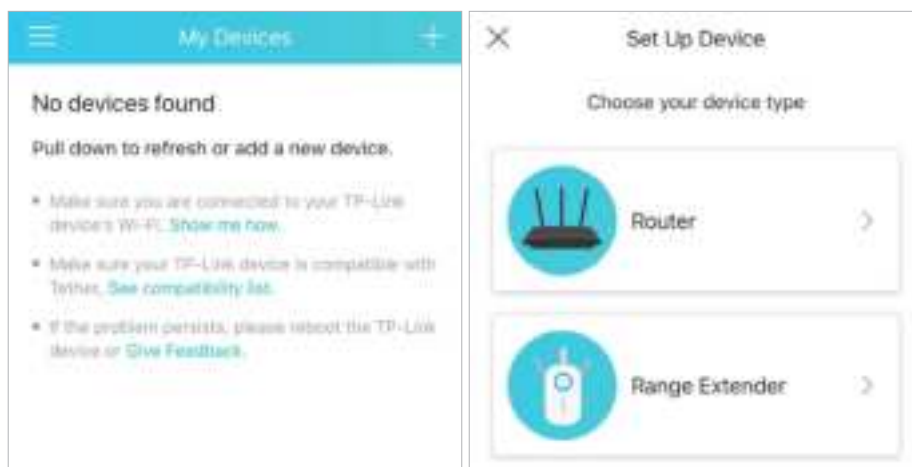 My Devices
No devices found
Pull down to refresh or add a new device.
Make sure you are connected to your TP-Link
device's Wi-Fi. Show me how.
Make sure your TP-Link device is compatible with
Tether. See compatibility list.
If the problem persists, please reboot the TP-Link
device or Give Feedback.
Set Up Device
Choose your device type
Router
Range Extender